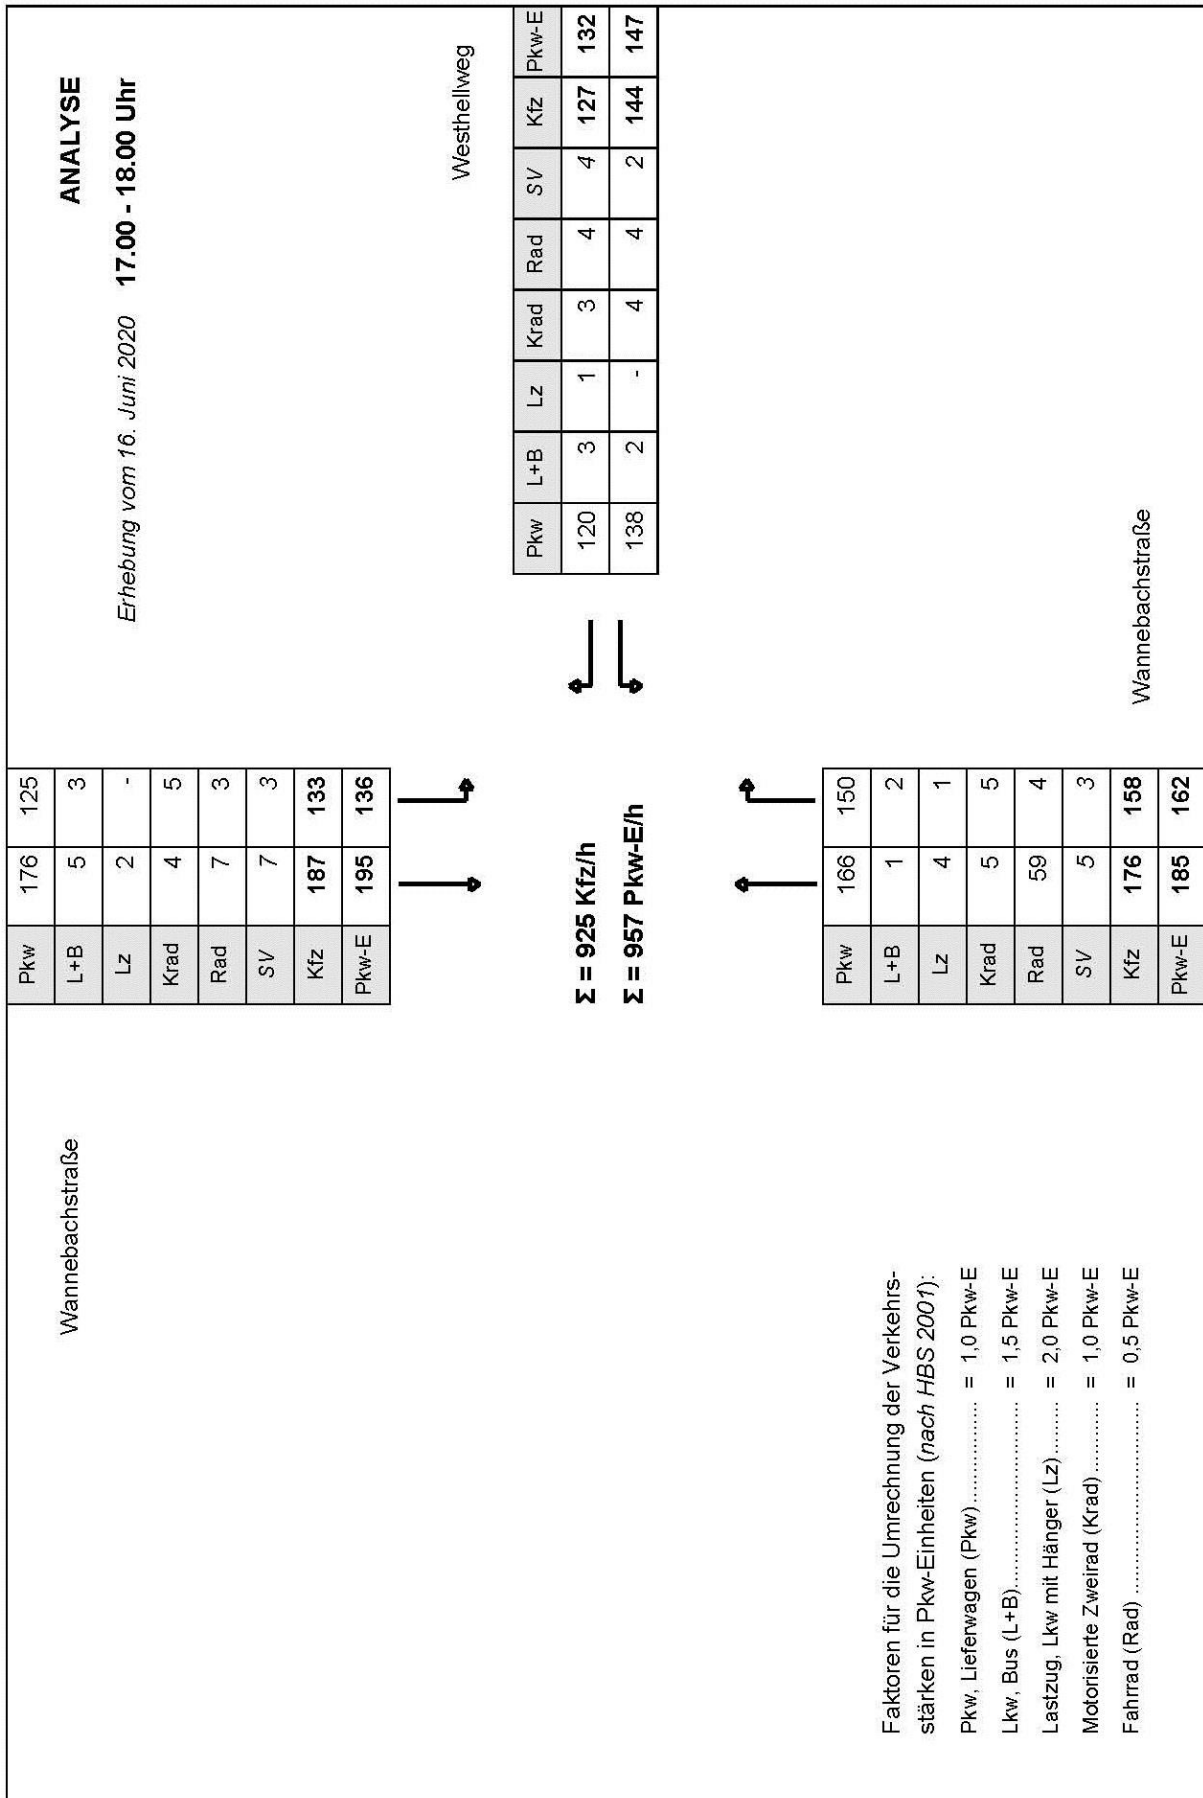 ANALYSE
Erhebung vom 16. Juni 2020 17.00 - 18.00 Uhr
Wannebachstraße
Pkw 176 125
L+B 5 3
Lz 2 -
Krad 4 5
Rad 7 3
SV 7 3
Kfz 187 133
Pkw-E 195 136
Westhellweg
Pkw L+B Lz Krad Rad SV Kfz Pkw-E
120 3 1 3 4 4 127 132
138 2 - 4 4 2 144 147
Σ = 925 Kfz/h
Σ = 957 Pkw-E/h
Pkw 166 150
L+B 1 2
Lz 4 1
Krad 5 5
Rad 59 4
SV 5 3
Kfz 176 158
Pkw-E 185 162
Wannebachstraße
Faktoren für die Umrechnung der Verkehrs-
stärken in Pkw-Einheiten (nach HBS 2001):
Pkw, Lieferwagen (Pkw)................ = 1,0 Pkw-E
Lkw, Bus (L+B)............................ = 1,5 Pkw-E
Lastzug, Lkw mit Hänger (Lz) ......... = 2,0 Pkw-E
Motorisierte Zweirad (Krad) ............ = 1,0 Pkw-E
Fahrrad (Rad) ............................. = 0,5 Pkw-E